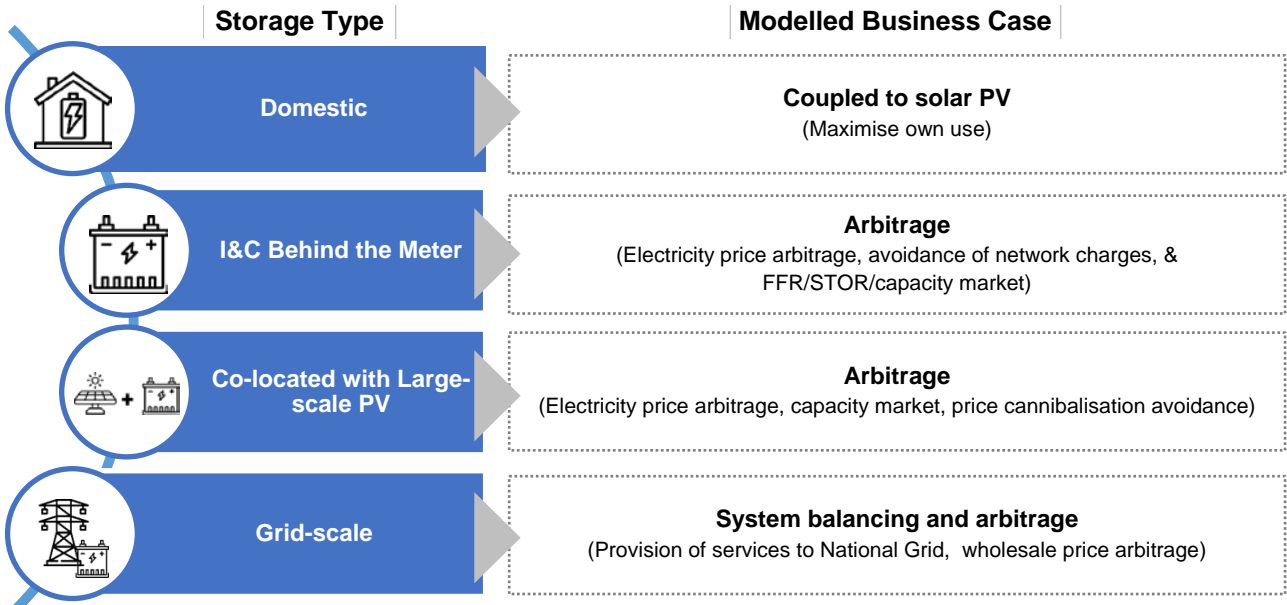 Storage Type
Modelled Business Case
Domestic
Coupled to solar PV
(Maximise own use)
I&C Behind the Meter
Arbitrage
(Electricity price arbitrage, avoidance of network charges, &
FFR/STOR/capacity market)
Co-located with Large-
scale PV
Arbitrage
(Electricity price arbitrage, capacity market, price cannibalisation avoidance)
Grid-scale
System balancing and arbitrage
(Provision of services to National Grid,  wholesale price arbitrage)